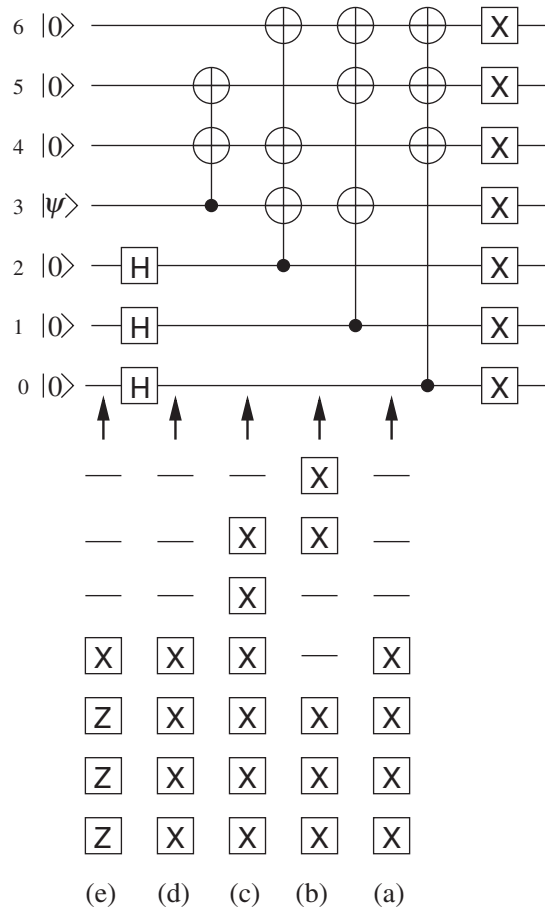 6 |0⟩ X
5 |0⟩ X
4 |0⟩ X
3 |ψ⟩ X
2 |0⟩ H X
1 |0⟩ H X
0 |0⟩ H X
X
X X
X
X X X X
Z X X X X
Z X X X X
Z X X X X
(e) (d) (c) (b) (a)